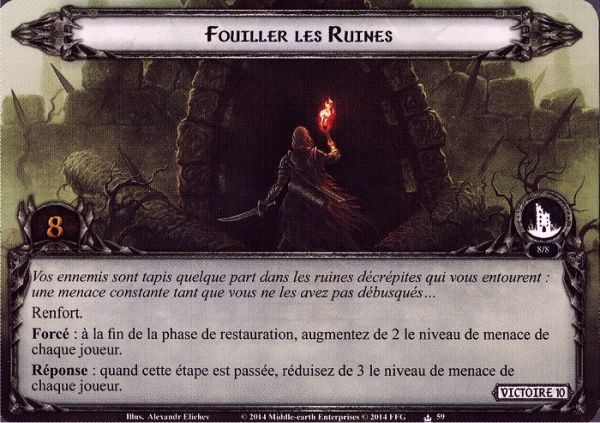 Fouiller les Ruines
8
8/8
Vos ennemis sont tapis quelque part dans les ruines décrépites qui vous entourent :
une menace constante tant que vous ne les avez pas débusqués…
Renfort.
Forcé : à la fin de la phase de restauration, augmentez de 2 le niveau de menace de
chaque joueur.
Réponse : quand cette étape est passée, réduisez de 3 le niveau de menace de
chaque joueur.
VICTOIRE 10
Illus. Alexandr Elichev © 2014 Middle-earth Enterprises © 2014 FFG 59